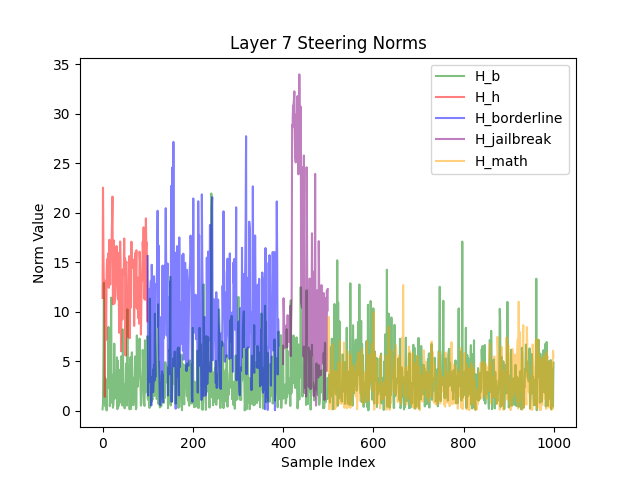 Layer 7 Steering Norms
Norm Value
35
30
25
20
15
10
5
0
H_b
H_h
H_borderline
H_jailbreak
H_math
0 200 400 600 800 1000
Sample Index